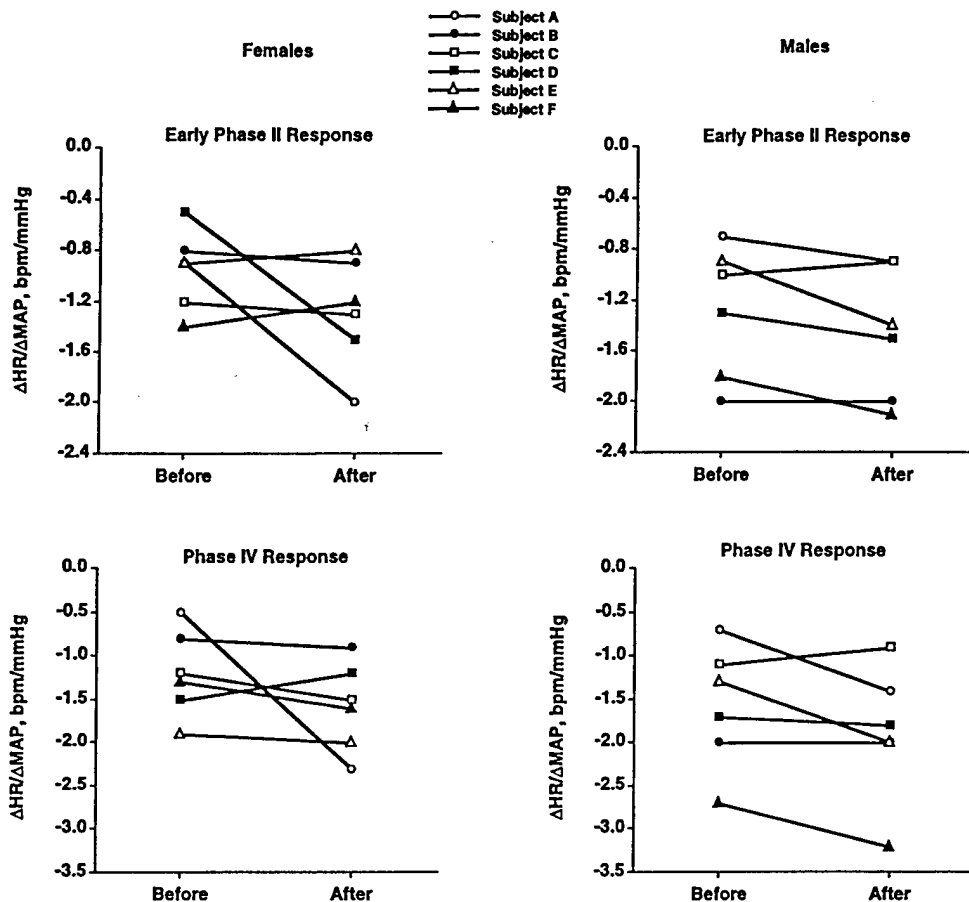 Subject A
Subject B
Subject C
Subject D
Subject E
Subject F
Females
Males
Early Phase II Response
0.0
-0.4
-0.8
-1.2
-1.6
-2.0
-2.4
ΔHR/ΔMAP, bpm/mmHg
Before After
Early Phase II Response
0.0
-0.4
-0.8
-1.2
-1.6
-2.0
-2.4
ΔHR/ΔMAP, bpm/mmHg
Before After
Phase IV Response
0.0
-0.5
-1.0
-1.5
-2.0
-2.5
-3.0
-3.5
ΔHR/ΔMAP, bpm/mmHg
Before After
Phase IV Response
0.0
-0.5
-1.0
-1.5
-2.0
-2.5
-3.0
-3.5
ΔHR/ΔMAP, bpm/mmHg
Before After